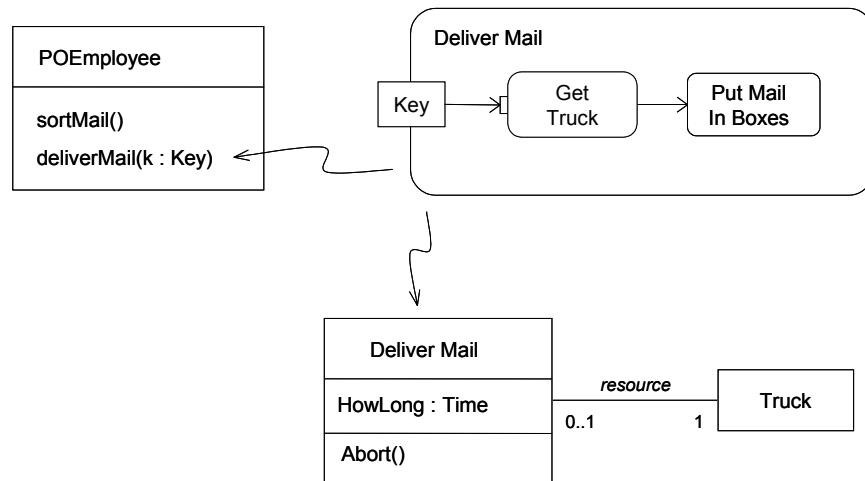 POEmployee
sortMail()
deliverMail(k : Key)
Deliver Mail
Key
Get
Truck
Put Mail
In Boxes
Deliver Mail
HowLong : Time
Abort()
resource
0..1
1
Truck